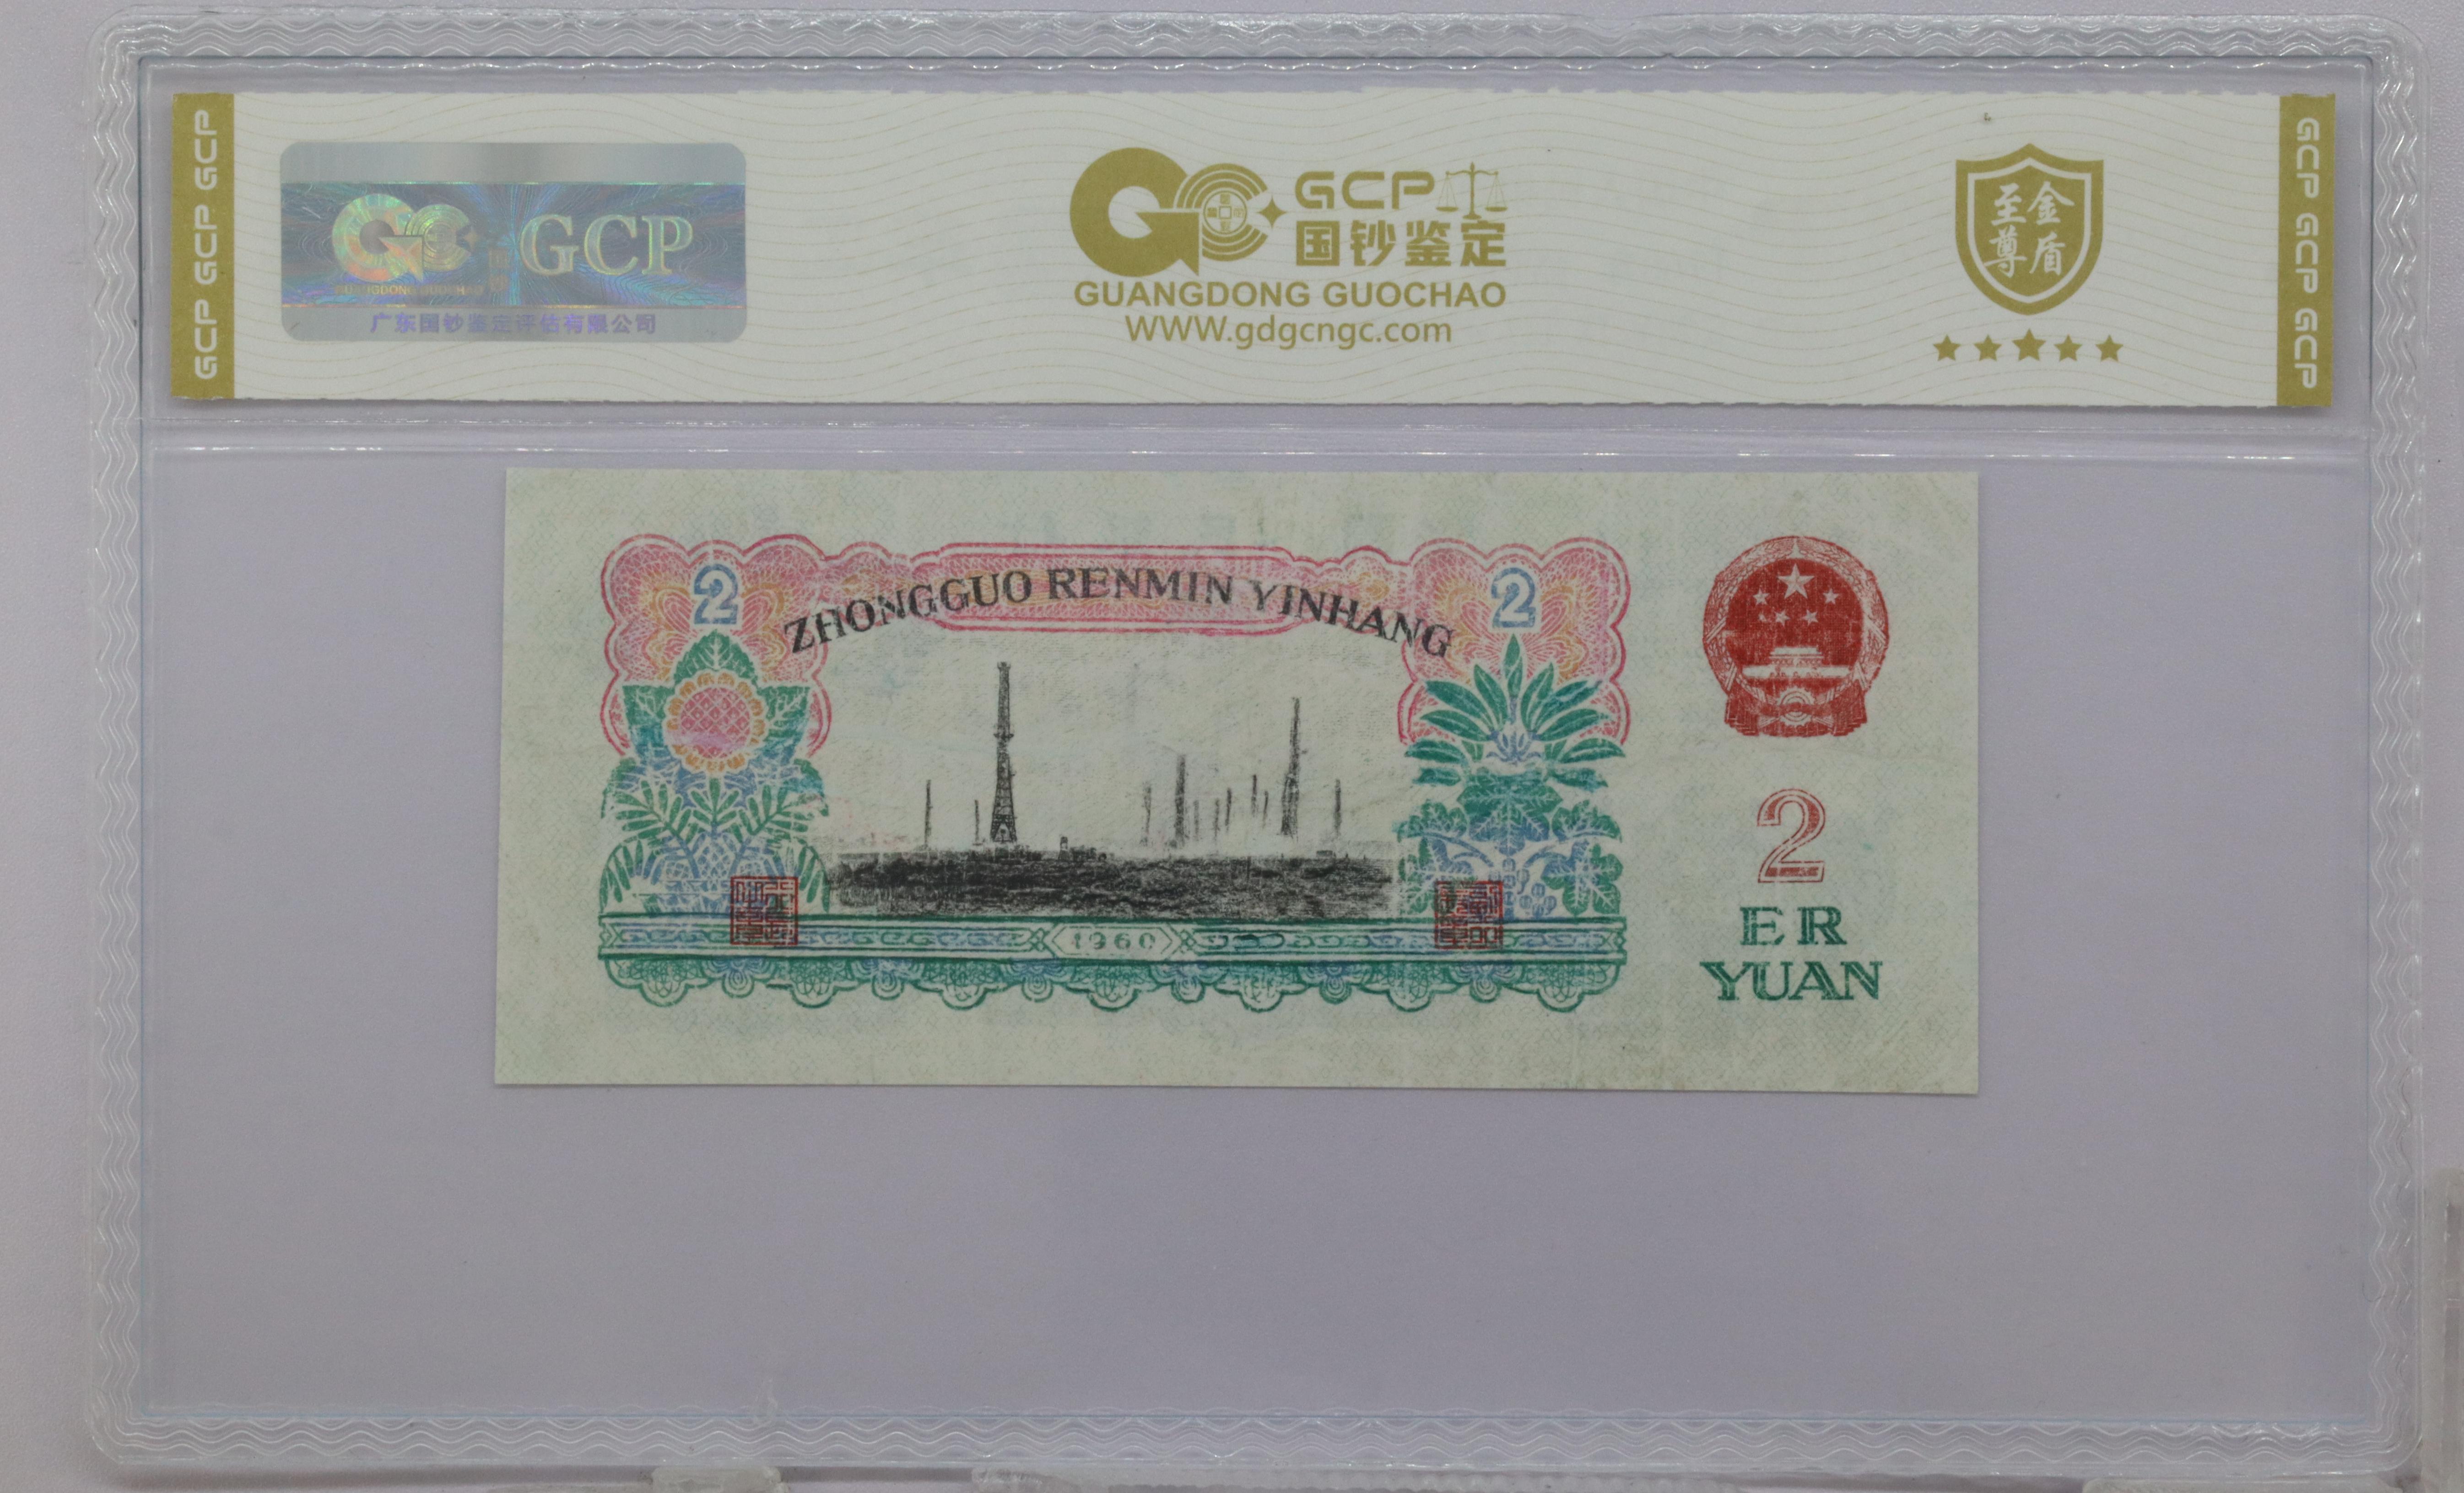 GCP GCP GCP
GCP
GUANGDONG GUOCHAO
广东国钞鉴定评估有限公司
GCP
国钞鉴定
GUANGDONG GUOCHAO
WWW.gdgcngc.com
至尊
金盾
GCP GCP GCP
ZHONGGUO RENMIN YINHANG
2
2
1960
2
ER
YUAN